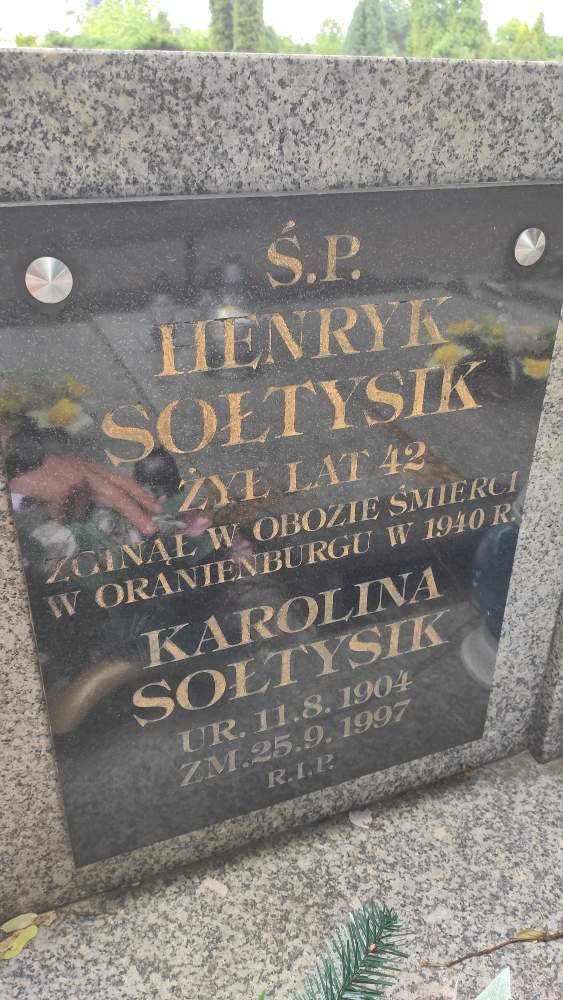 Ś.P.
HENRYK
SOŁTYSIK
ŻYŁ LAT 42
ZGINĄŁ W OBOZIE ŚMIERCI
W ORANIENBURGU W 1940 R.
KAROLINA
SOŁTYSIK
UR. 11.8.1904
ZM. 25.9.1997
R.I.P.